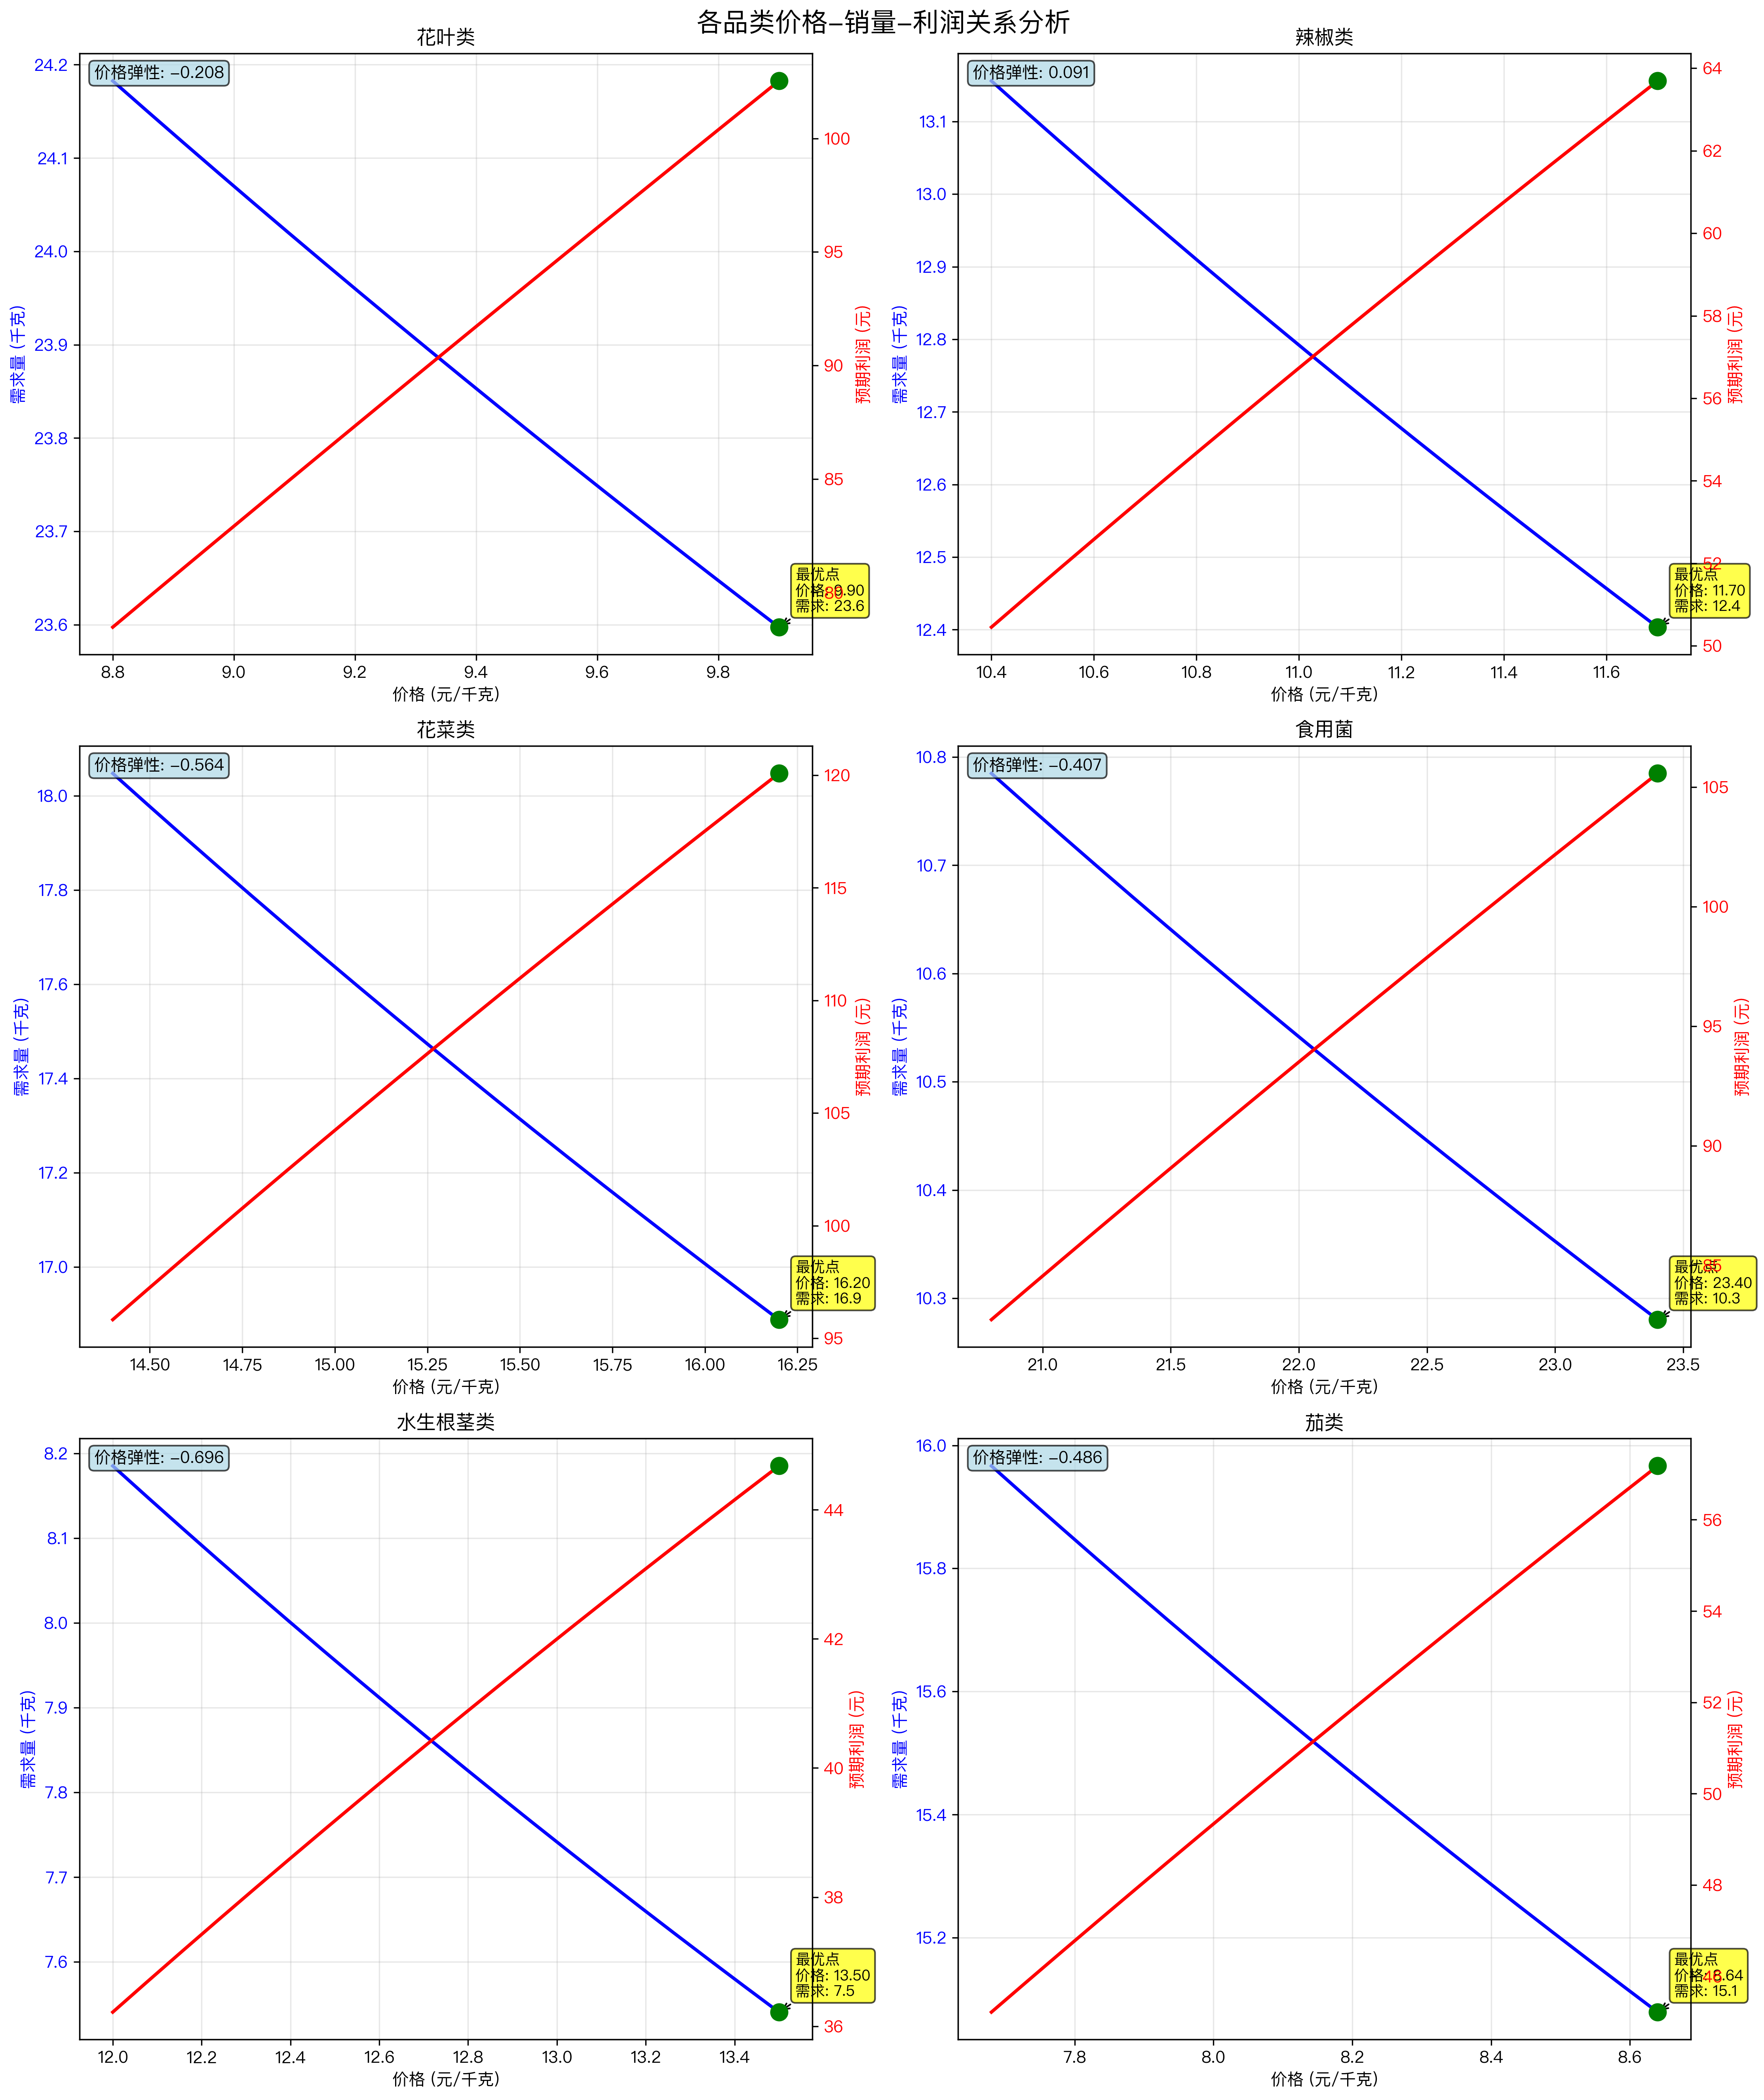 各品类价格-销量-利润关系分析
花叶类
价格弹性: -0.208
24.2
24.1
24.0
23.9
23.8
23.7
23.6
需求量 (千克)
100
95
90
85
80
预期利润 (元)
最优点
价格: 9.90
需求: 23.6
8.8
9.0
9.2
9.4
9.6
9.8
价格 (元/千克)
辣椒类
价格弹性: 0.091
13.1
13.0
12.9
12.8
12.7
12.6
12.5
12.4
需求量 (千克)
64
62
60
58
56
54
52
50
预期利润 (元)
最优点
价格: 11.70
需求: 12.4
10.4
10.6
10.8
11.0
11.2
11.4
11.6
价格 (元/千克)
花菜类
价格弹性: -0.564
18.0
17.8
17.6
17.4
17.2
17.0
需求量 (千克)
120
115
110
105
100
95
预期利润 (元)
最优点
价格: 16.20
需求: 16.9
14.50
14.75
15.00
15.25
15.50
15.75
16.00
16.25
价格 (元/千克)
食用菌
价格弹性: -0.407
10.8
10.7
10.6
10.5
10.4
10.3
需求量 (千克)
105
100
95
90
85
预期利润 (元)
最优点
价格: 23.40
需求: 10.3
21.0
21.5
22.0
22.5
23.0
23.5
价格 (元/千克)
水生根茎类
价格弹性: -0.696
8.2
8.1
8.0
7.9
7.8
7.7
7.6
需求量 (千克)
44
42
40
38
36
预期利润 (元)
最优点
价格: 13.50
需求: 7.5
12.0
12.2
12.4
12.6
12.8
13.0
13.2
13.4
价格 (元/千克)
茄类
价格弹性: -0.486
16.0
15.8
15.6
15.4
15.2
需求量 (千克)
56
54
52
50
48
46
预期利润 (元)
最优点
价格: 8.64
需求: 15.1
7.8
8.0
8.2
8.4
8.6
价格 (元/千克)